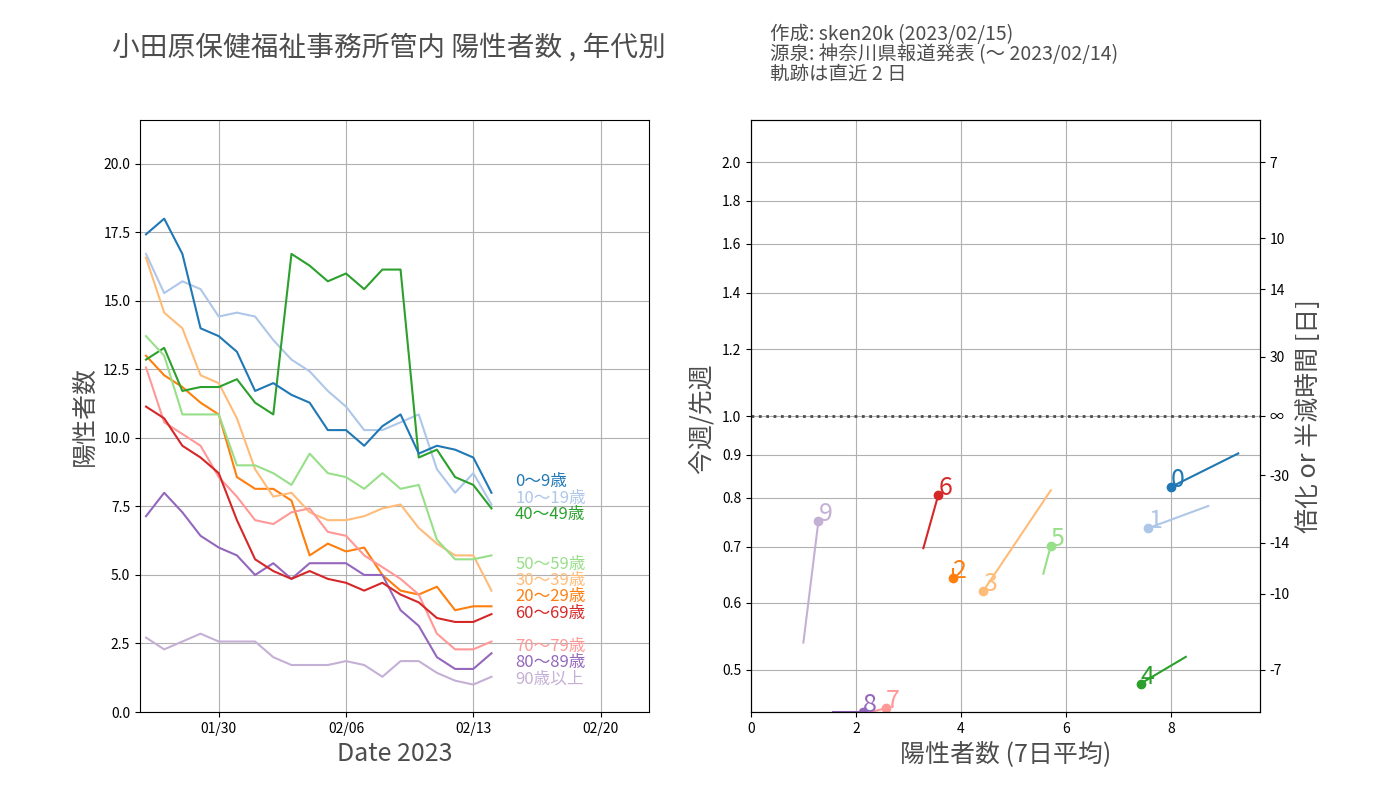 小田原保健福祉事務所管内 陽性者数 , 年代別
作成: sken20k (2023/02/15)
源泉: 神奈川県報道発表 (〜 2023/02/14)
軌跡は直近 2 日
陽性者数
20.0
17.5
15.0
12.5
10.0
7.5
5.0
2.5
0.0
0〜9歳
10〜19歳
40〜49歳
50〜59歳
30〜39歳
20〜29歳
60〜69歳
70〜79歳
80〜89歳
90歳以上
01/30 02/06 02/13 02/20
Date 2023
今週/先週
2.0
1.8
1.6
1.4
1.2
1.0
0.9
0.8
0.7
0.6
0.5
0
6
9
1
5
2
3
4
7
8
0 2 4 6 8
陽性者数 (7日平均)
7
10
14
30
∞
-30
-14
-10
-7
倍化 or 半減時間 [日]